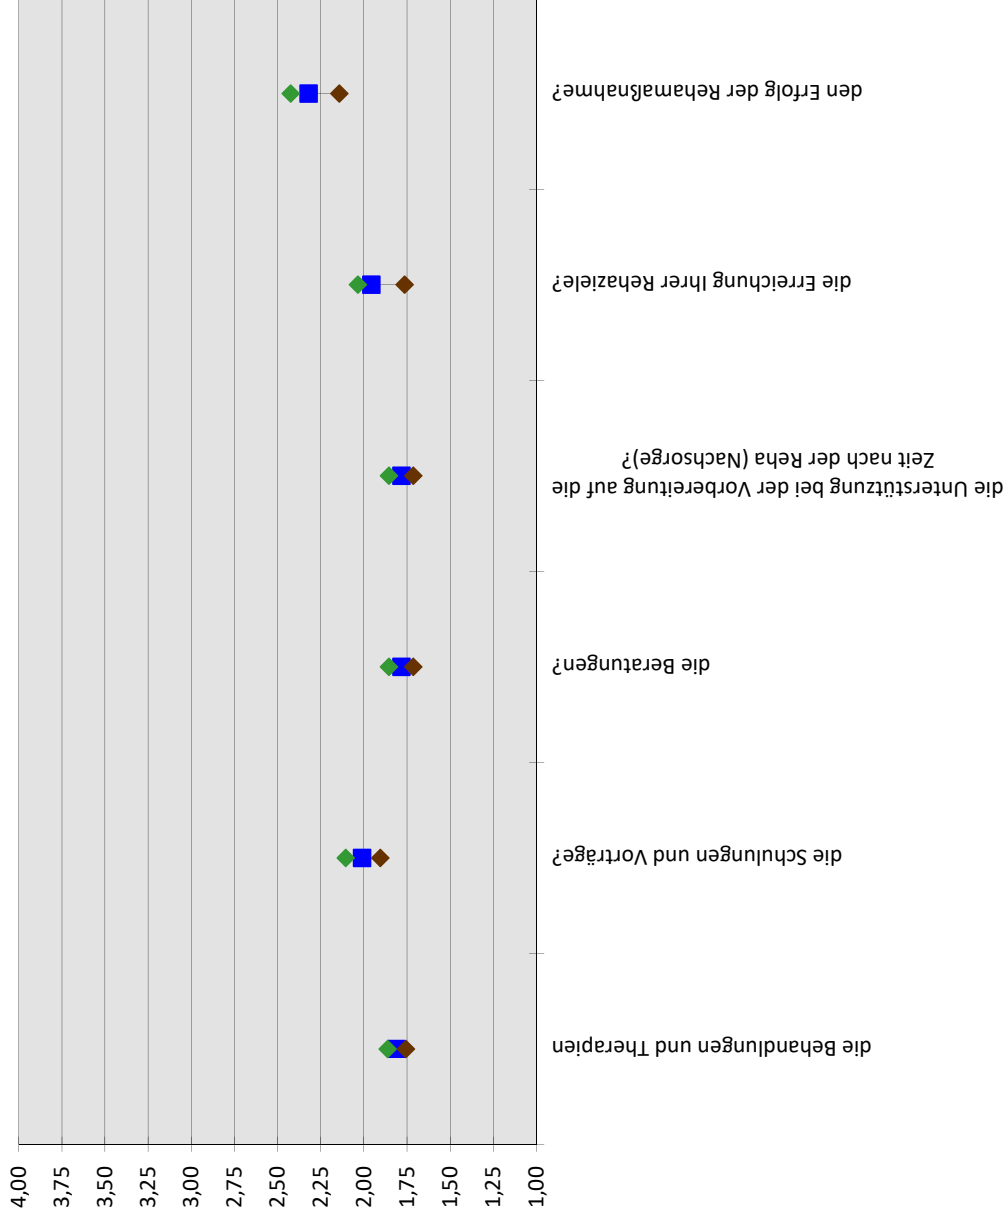 den Erfolg der Rehamaßnahme?
die Erreichung Ihrer Rehaziele?
die Unterstützung bei der Vorbereitung auf die
Zeit nach der Reha (Nachsorge)?
die Beratungen?
die Schulungen und Vorträge?
die Behandlungen und Therapien
4,00
3,75
3,50
3,25
3,00
2,75
2,50
2,25
2,00
1,75
1,50
1,25
1,00